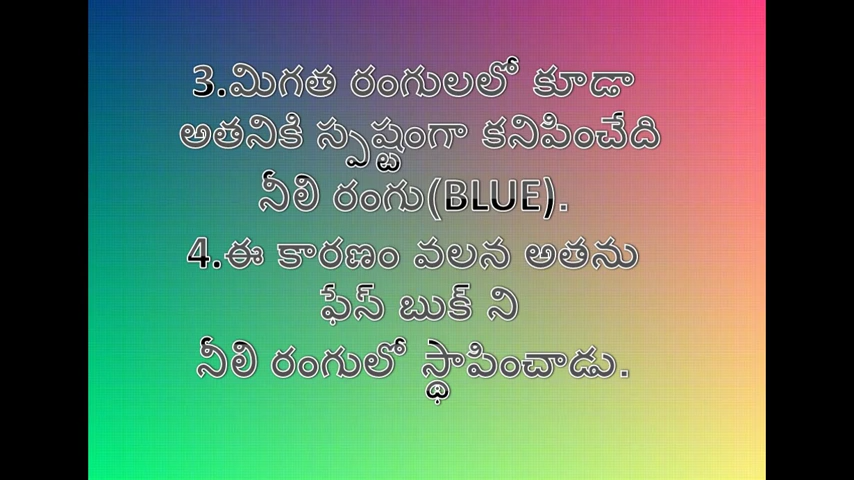 3.మిగత రంగులలో కూడా
అతనికి స్పష్టంగా కనిపించేది
నీలి రంగు(BLUE).
4.ఈ కారణం వలన అతను
ఫేస్ బుక్ ని
నీలి రంగులో స్థాపించాడు.